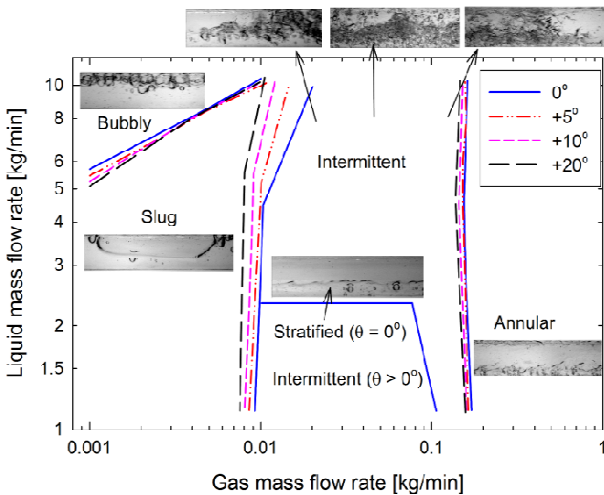 10
8
6
5
4
3
2
1.5
1
0.001
0.01
0.1
1
Liquid mass flow rate [kg/min]
Gas mass flow rate [kg/min]
Bubbly
Slug
Intermittent
Stratified (θ = 0°)
Intermittent (θ > 0°)
Annular
0°
+5°
+10°
+20°